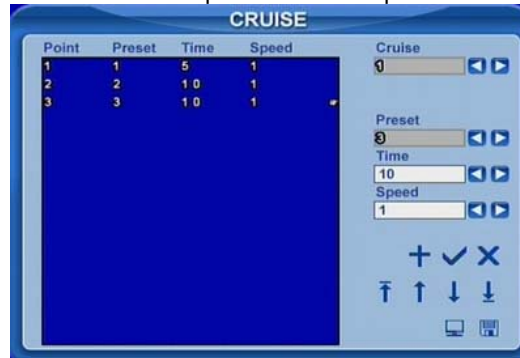 CRUISE
Point Preset Time Speed
1 1 5 1
2 2 10 1
3 3 10 1
Cruise
1
Preset
3
Time
10
Speed
1